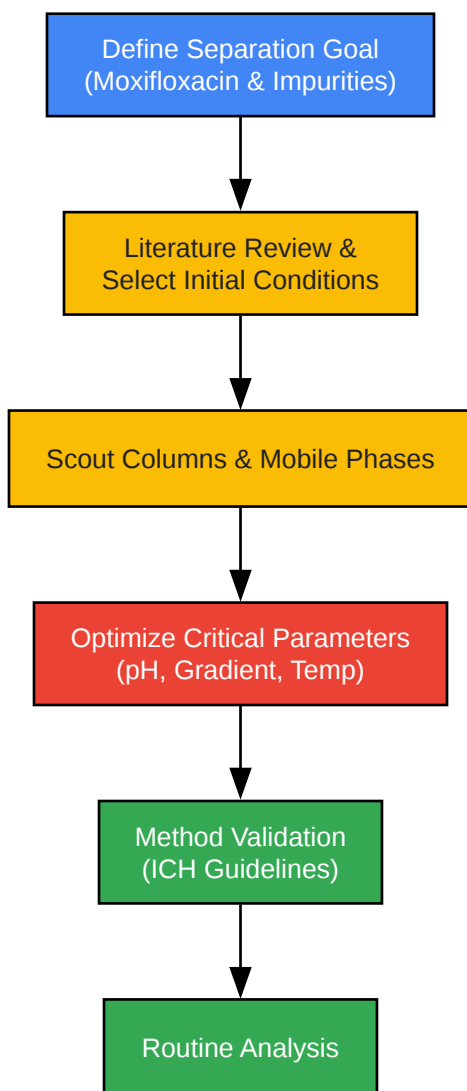 Define Separation Goal
(Moxifloxacin & Impurities)
Literature Review &
Select Initial Conditions
Scout Columns & Mobile Phases
Optimize Critical Parameters
(pH, Gradient, Temp)
Method Validation
(ICH Guidelines)
Routine Analysis